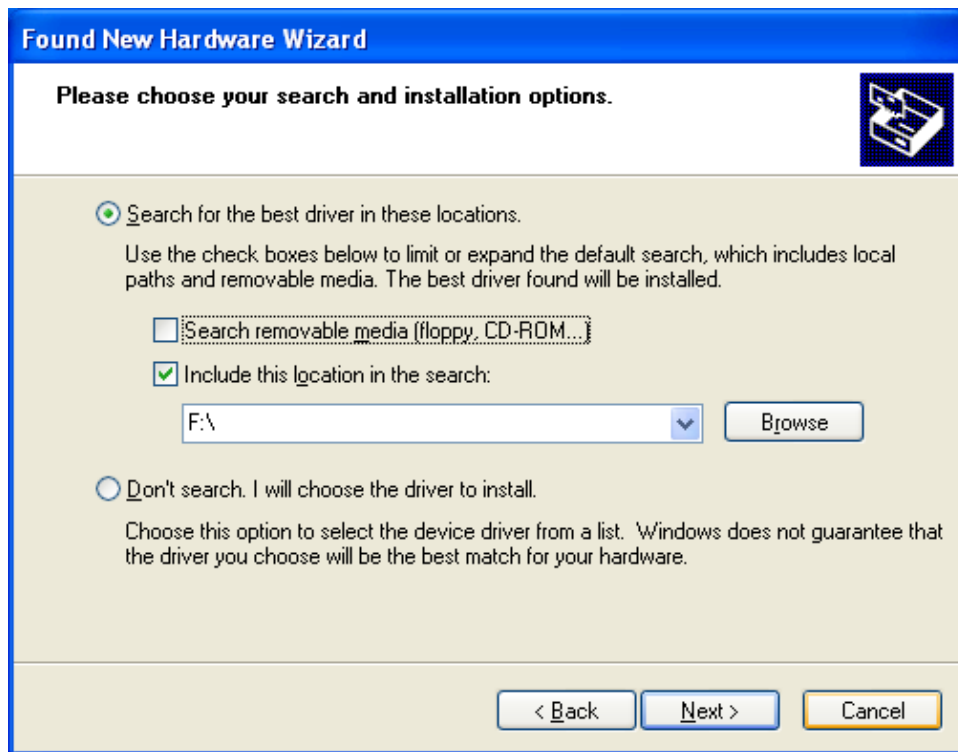 Found New Hardware Wizard
Please choose your search and installation options.
Search for the best driver in these locations.
Use the check boxes below to limit or expand the default search, which includes local
paths and removable media. The best driver found will be installed.
Search removable media (floppy, CD-ROM...)
Include this location in the search:
F:\
Browse
Don't search. I will choose the driver to install.
Choose this option to select the device driver from a list.  Windows does not guarantee that
the driver you choose will be the best match for your hardware.
< Back
Next >
Cancel